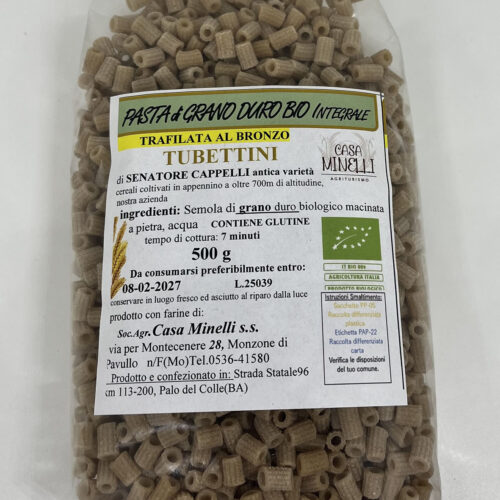 PASTA di GRANO DURO BIO INTEGRALE
TRAFILATA AL BRONZO
TUBETTINI
CASA
MINELLI
AGRITURISMO
di SENATORE CAPPELLI antica varietà
cereali coltivati in appennino a oltre 700m di altitudine,
nostra azienda
ingredienti: Semola di grano duro biologico macinata
a pietra, acqua CONTIENE GLUTINE
tempo di cottura: 7 minuti
500 g
Da consumarsi preferibilmente entro:
08-02-2027 L.25039
conservare in luogo fresco ed asciutto al riparo dalla luce
prodotto con farine di:
Soc.Agr. Casa Minelli s.s.
via per Montecenere 28, Monzone di
Pavullo n/F(Mo)Tel.0536-41580
Prodotto e confezionato in: Strada Statale96
km 113-200, Palo del Colle(BA)
AGRICOLTURA ITALIA
PRODOTTO BIOLOGICO
Istruzioni Smaltimento:
Sacchetto PP-05
Raccolta differenziata
plastica
Etichetta PAP-22
Raccolta differenziata
carta
Verifica le disposizioni
del tuo comune.